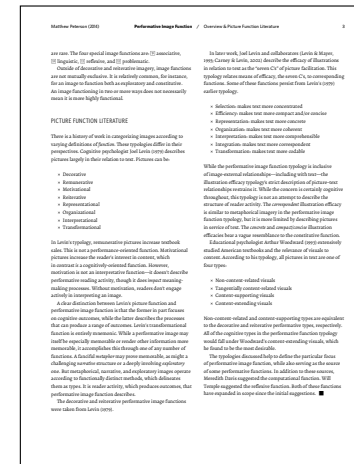 Matthew Peterson (2018)
Performative Image Function / Overview & Picture Function Literature
3
are rare. The four special image functions are: associative,
linguistic, reflexive, and problematic.
Outside of decorative and reiterative imagery, image functions
are not mutually exclusive. It is relatively common, for instance,
for an image to function both as exploratory and constitutive.
An image functioning in two or more ways does not necessarily
mean it is more highly functional.
PICTURE FUNCTION LITERATURE
There is a history of work in categorizing images according to
varying definitions of function. These typologies differ in their
perspectives. Cognitive psychologist Joel Levin (1979) describes
pictures largely in their relation to text. Pictures can be:
+ Decorative
+ Remunerative
+ Motivational
+ Reiterative
+ Representational
+ Organizational
+ Interpretational
+ Transformational
In Levin's typology, remunerative pictures increase textbook
sales. This is not a performance-oriented function. Motivational
pictures increase the reader's interest in content, which
in contrast is a cognitively-oriented function. However,
motivation is not an interpretative function—it doesn't describe
performative reading activity, though it does impact meaning-
making processes. Without motivation, readers don't engage
actively in interpreting an image.
A clear distinction between Levin's picture function and
performative image function is that the former in part focuses
on cognitive outcomes, while the latter describes the processes
that can produce a range of outcomes. Levin's transformational
function is entirely mnemonic. While a performative image may
itself be especially memorable or render other information more
memorable, it accomplishes this through one of any number of
functions. A fanciful metaphor may prove memorable, as might a
challenging narrative structure or a deeply involving exploratory
one. But metaphorical, narrative, and exploratory images operate
according to functionally distinct methods, which delineates
them as types. It is reader activity, which produces outcomes, that
performative image function describes.
The decorative and reiterative performative image functions
were taken from Levin (1979).
In later work, Joel Levin and collaborators (Levin & Mayer,
1993; Carney & Levin, 2002) describe the efficacy of illustrations
in relation to text as the "seven C's" of picture facilitation. This
typology relates means of efficacy, the seven C's, to corresponding
functions. Some of these functions persist from Levin's (1979)
earlier typology.
+ Selection: makes text more concentrated
+ Efficiency: makes text more compact and/or concise
+ Representation: makes text more concrete
+ Organization: makes text more coherent
+ Interpretation: makes text more comprehensible
+ Integration: makes text more correspondent
+ Transformation: makes text more codable
While the performative image function typology is inclusive
of image-external relationships—including with text—the
illustration efficacy typology's strict description of picture–text
relationships restrains it. While the concern is certainly cognitive
throughout, this typology is not an attempt to describe the
structure of reader activity. The correspondent illustration efficacy
is similar to metaphorical imagery in the performative image
function typology, but it is more limited by describing pictures
in service of text. The concrete and compact/concise illustration
efficacies bear a vague resemblance to the constitutive function.
Educational psychologist Arthur Woodward (1993) extensively
studied American textbooks and the relevance of visuals to
content. According to his typology, all pictures in text are one of
four types:
+ Non-content-related visuals
+ Tangentially content-related visuals
+ Content-supporting visuals
+ Content-extending visuals
Non-content-related and content-supporting types are equivalent
to the decorative and reiterative performative types, respectively.
All of the cognitive types in the performative function typology
would fall under Woodward's content-extending visuals, which
he found to be the most desirable.
The typologies discussed help to define the particular focus
of performative image function, while also serving as the source
of some performative functions. In addition to these sources,
Meredith Davis suggested the computational function. Will
Temple suggested the reflexive function. Both of these functions
have expanded in scope since the initial suggestions.